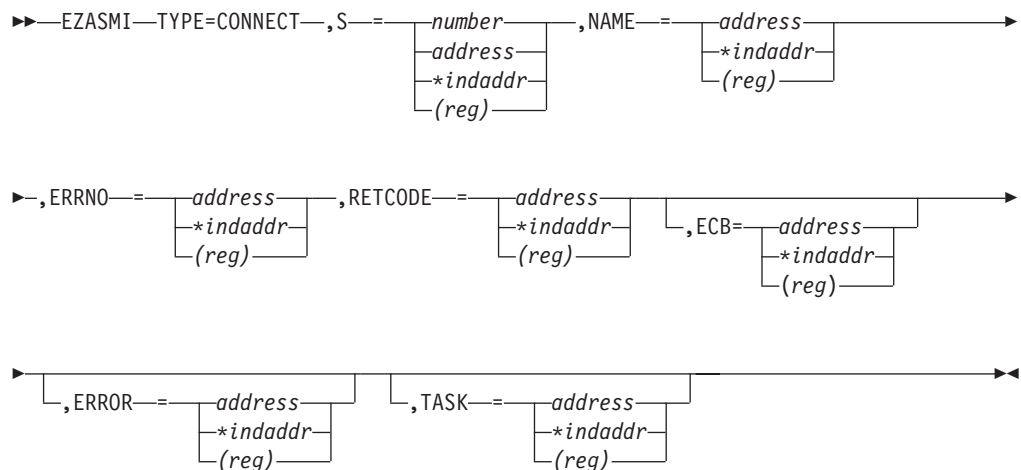 EZASMI TYPE=CONNECT ,S = number ,NAME = address
address *indaddr
*indaddr (reg)
(reg)
,ERRNO = address ,RETCODE = address
*indaddr *indaddr ,ECB= address
(reg) (reg) *indaddr
(reg)
,ERROR = address ,TASK = address
*indaddr *indaddr
(reg) (reg)